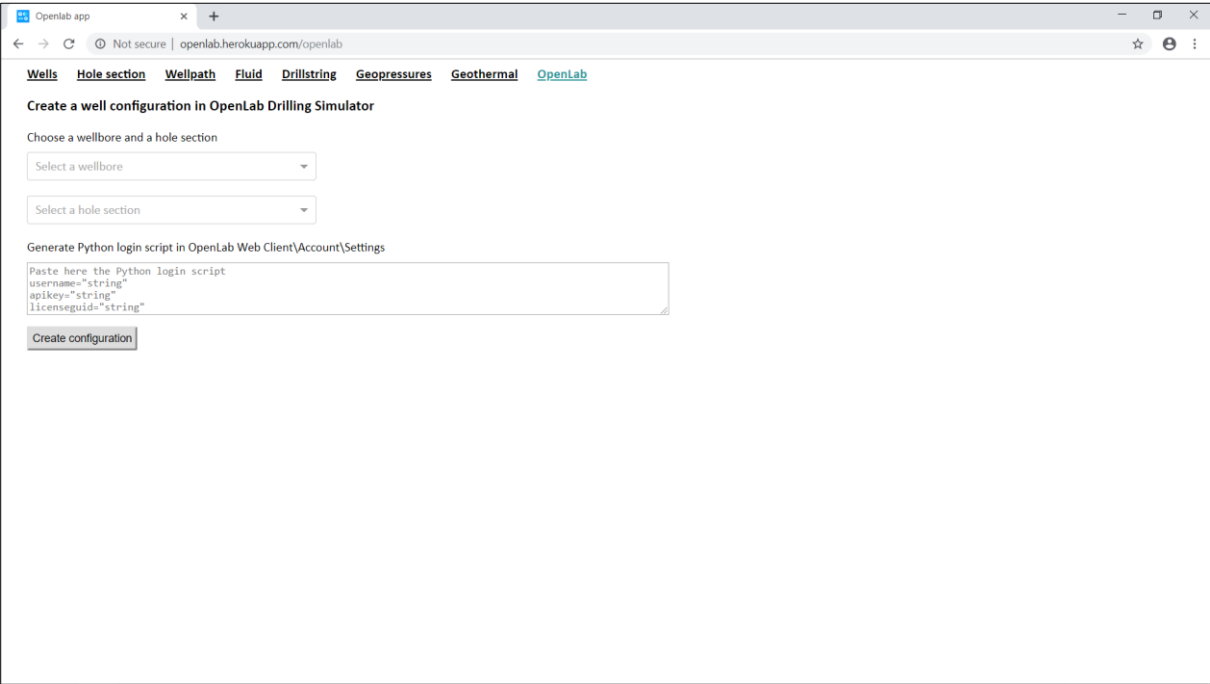 Openlab app
Not secure | openlab.herokuapp.com/openlab
Wells Hole section Wellpath Fluid Drillstring Geopressures Geothermal OpenLab
Create a well configuration in OpenLab Drilling Simulator
Choose a wellbore and a hole section
Select a wellbore
Select a hole section
Generate Python login script in OpenLab Web Client\Account\Settings
Paste here the Python login script
username="string"
apikey="string"
licenseguid="string"
Create configuration